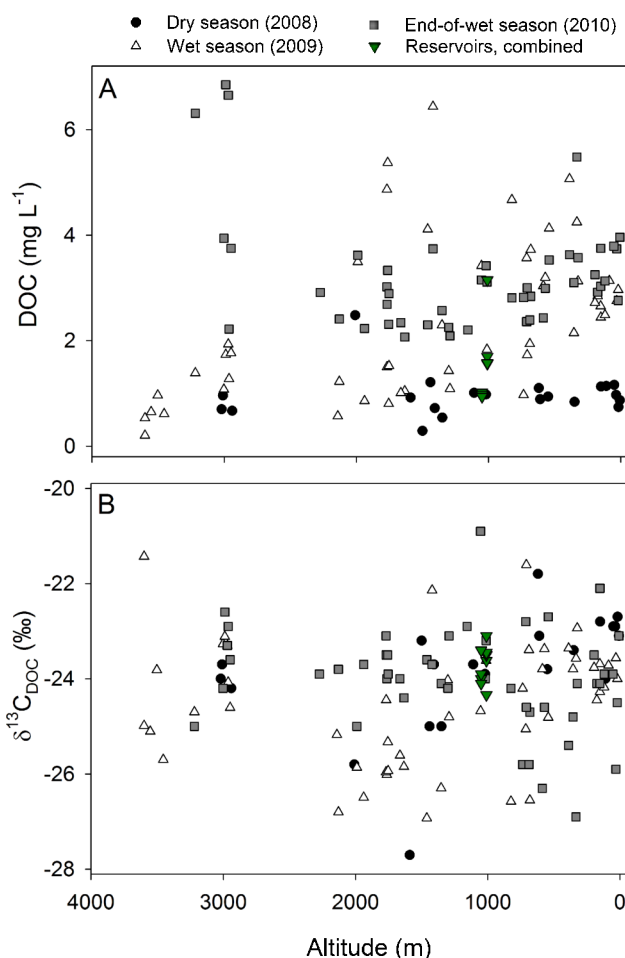 Dry season (2008) End-of-wet season (2010)
Wet season (2009) Reservoirs, combined
A
6
4
2
0
DOC (mg L⁻¹)
B
-20
-22
-24
-26
-28
δ¹³C_DOC (‰)
4000 3000 2000 1000 0
Altitude (m)